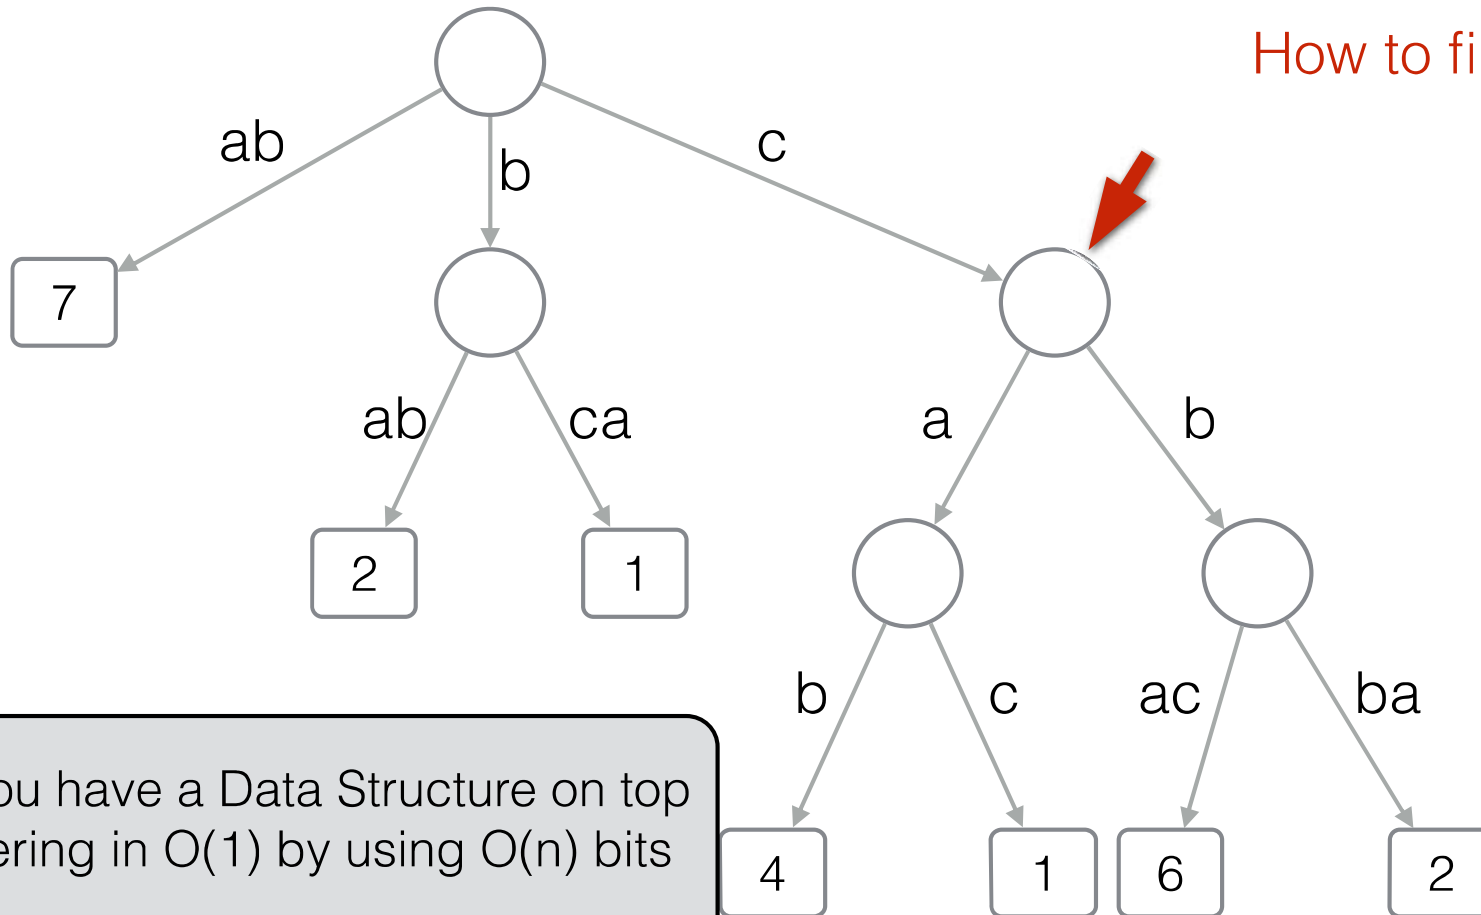 How to fi
ab
b
c
7
ab
ca
a
b
2
1
b
c
ac
ba
ou have a Data Structure on top
ering in O(1) by using O(n) bits
4
1
6
2